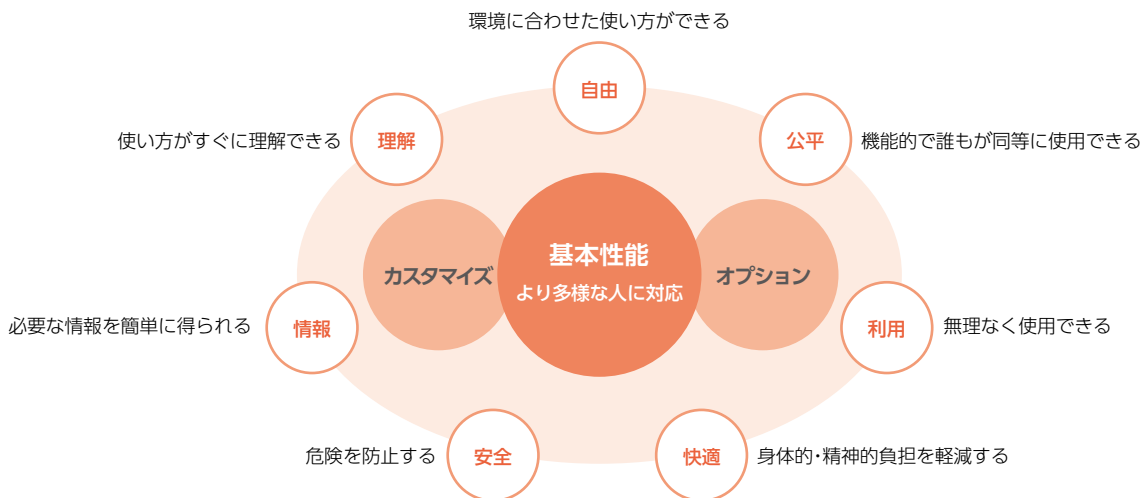 環境に合わせた使い方ができる
自由
使い方がすぐに理解できる
理解
公平
機能的で誰もが同等に使用できる
カスタマイズ
基本性能
より多様な人に対応
オプション
必要な情報を簡単に得られる
情報
利用
無理なく使用できる
危険を防止する
安全
快適
身体的・精神的負担を軽減する